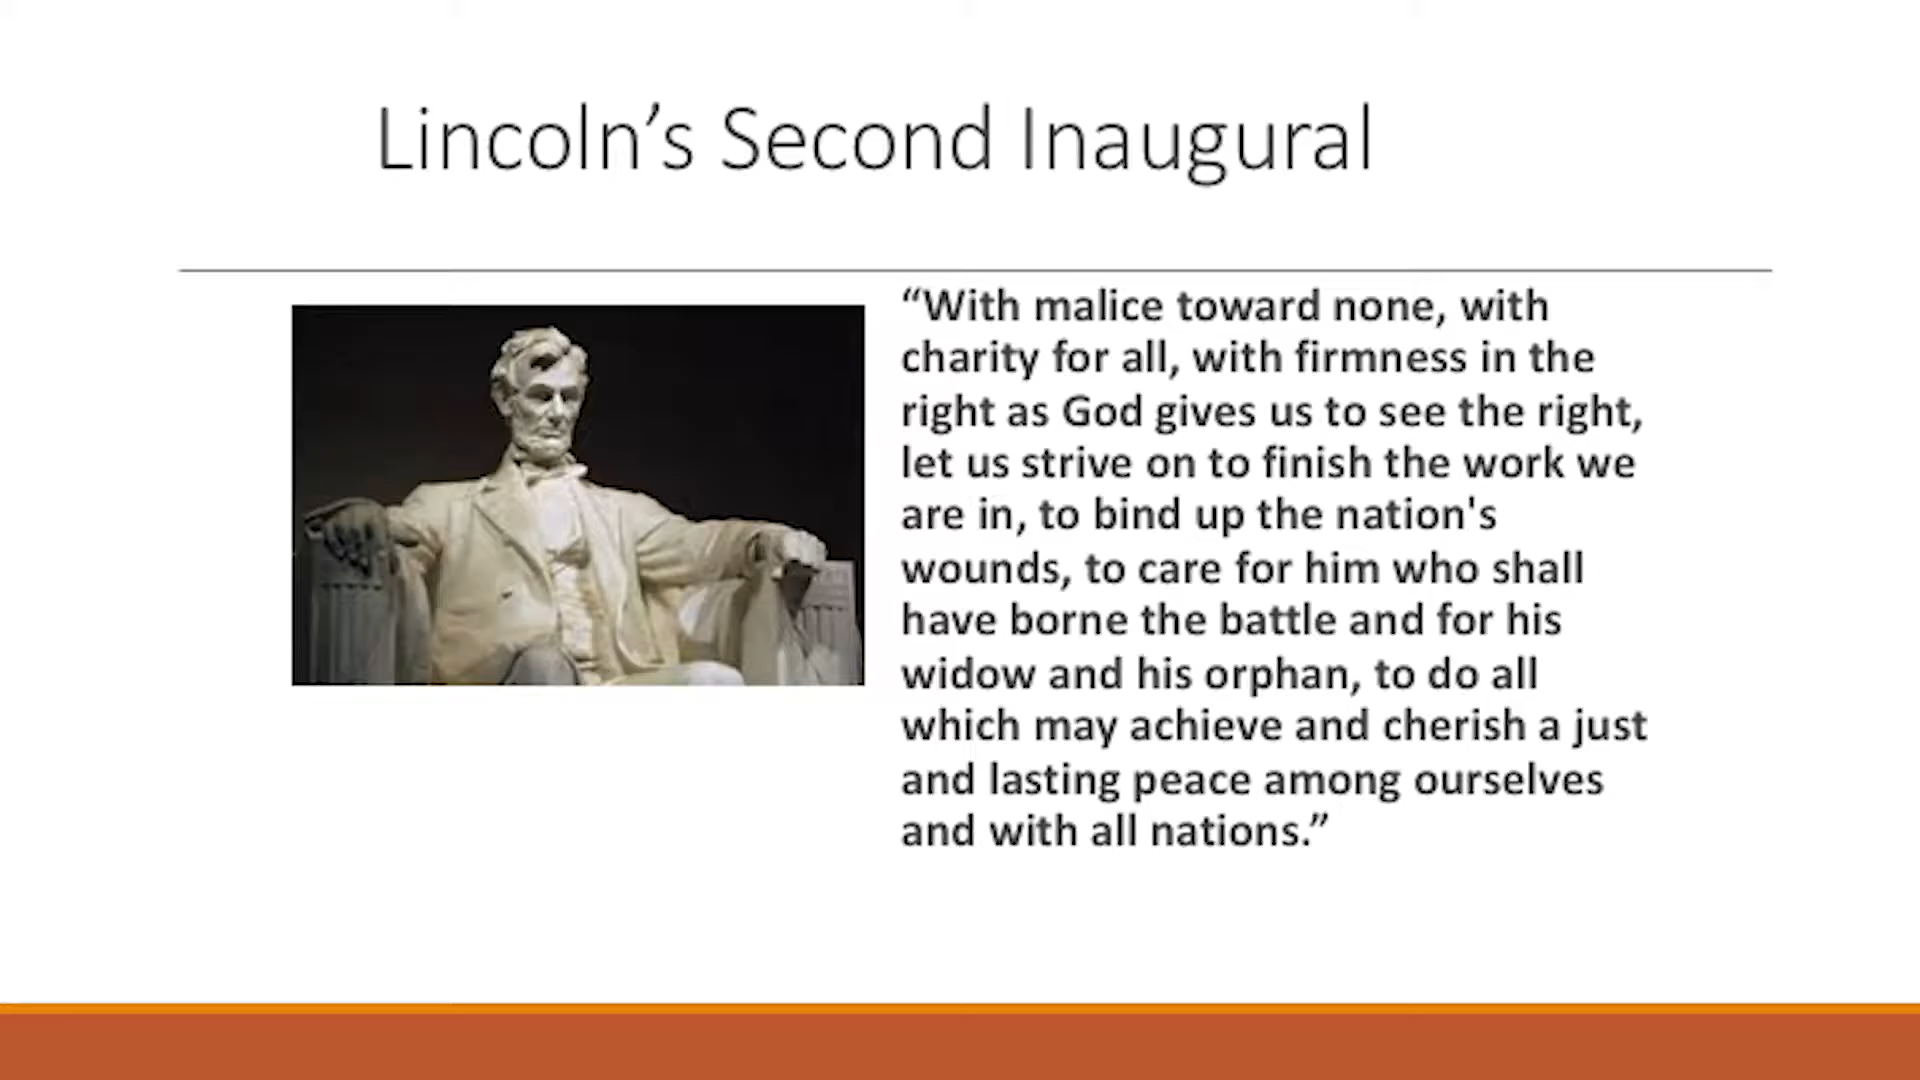 Lincoln’s Second Inaugural
“With malice toward none, with
charity for all, with firmness in the
right as God gives us to see the right,
let us strive on to finish the work we
are in, to bind up the nation's
wounds, to care for him who shall
have borne the battle and for his
widow and his orphan, to do all
which may achieve and cherish a just
and lasting peace among ourselves
and with all nations.”